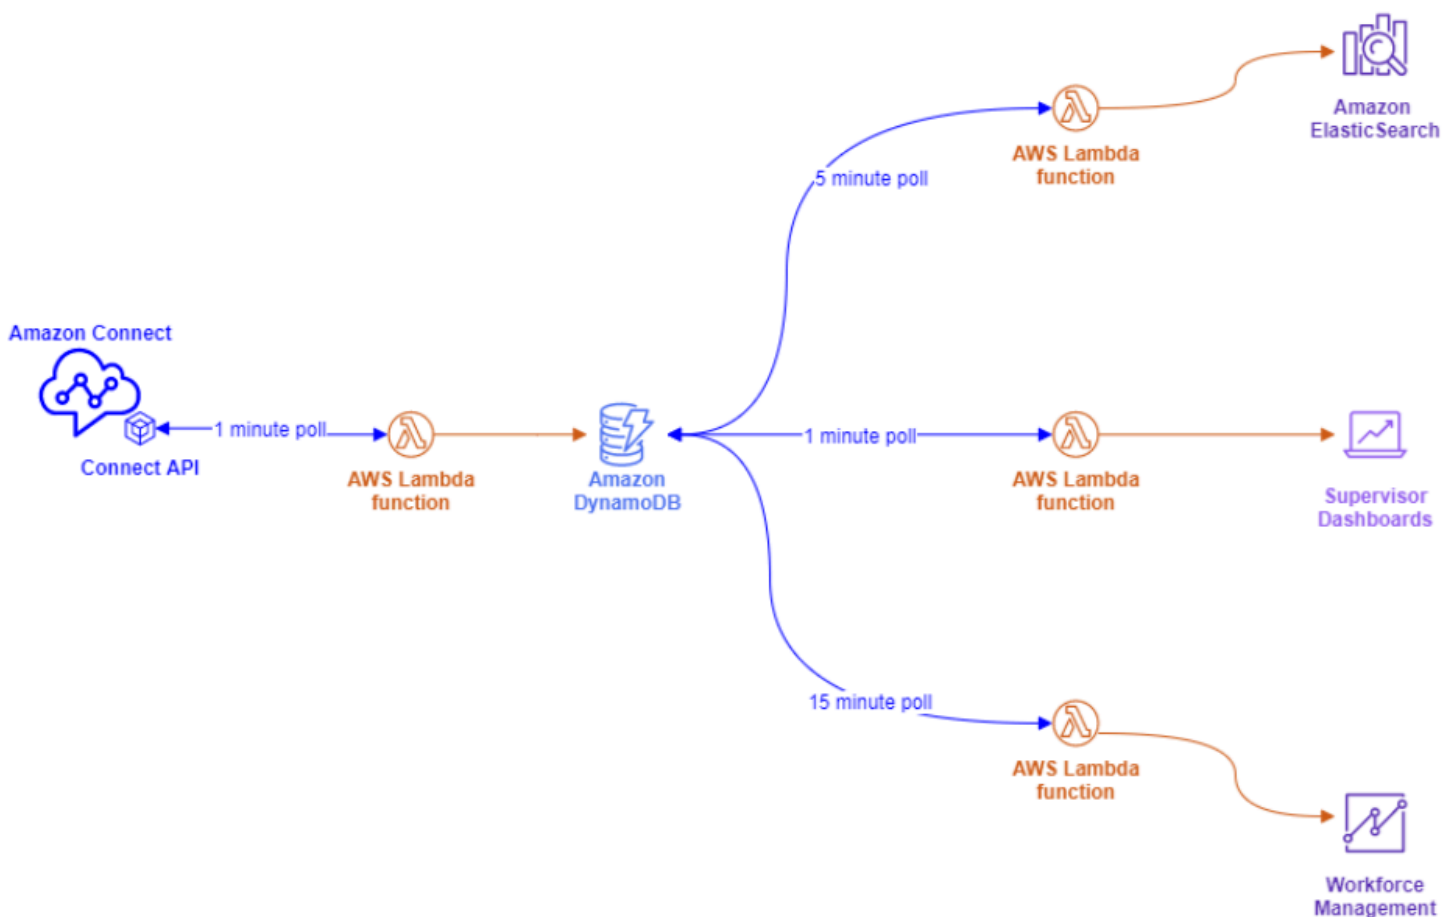 Amazon
ElasticSearch
AWS Lambda
function
5 minute poll
Amazon Connect
1 minute poll
1 minute poll
Connect API
AWS Lambda
function
Amazon
DynamoDB
AWS Lambda
function
Supervisor
Dashboards
15 minute poll
AWS Lambda
function
Workforce
Management